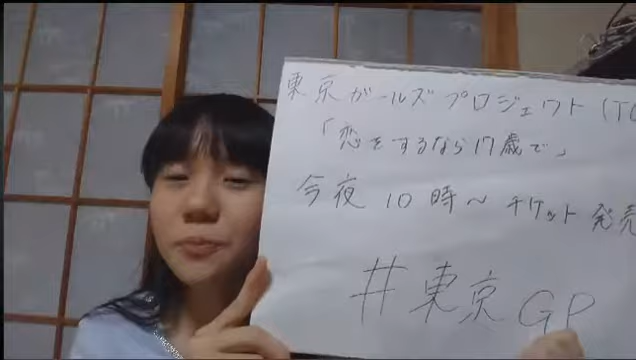 東京ガールズプロジェクト(TG
「恋をするなら17歳で」
今夜10時〜チケット発売
#東京GP